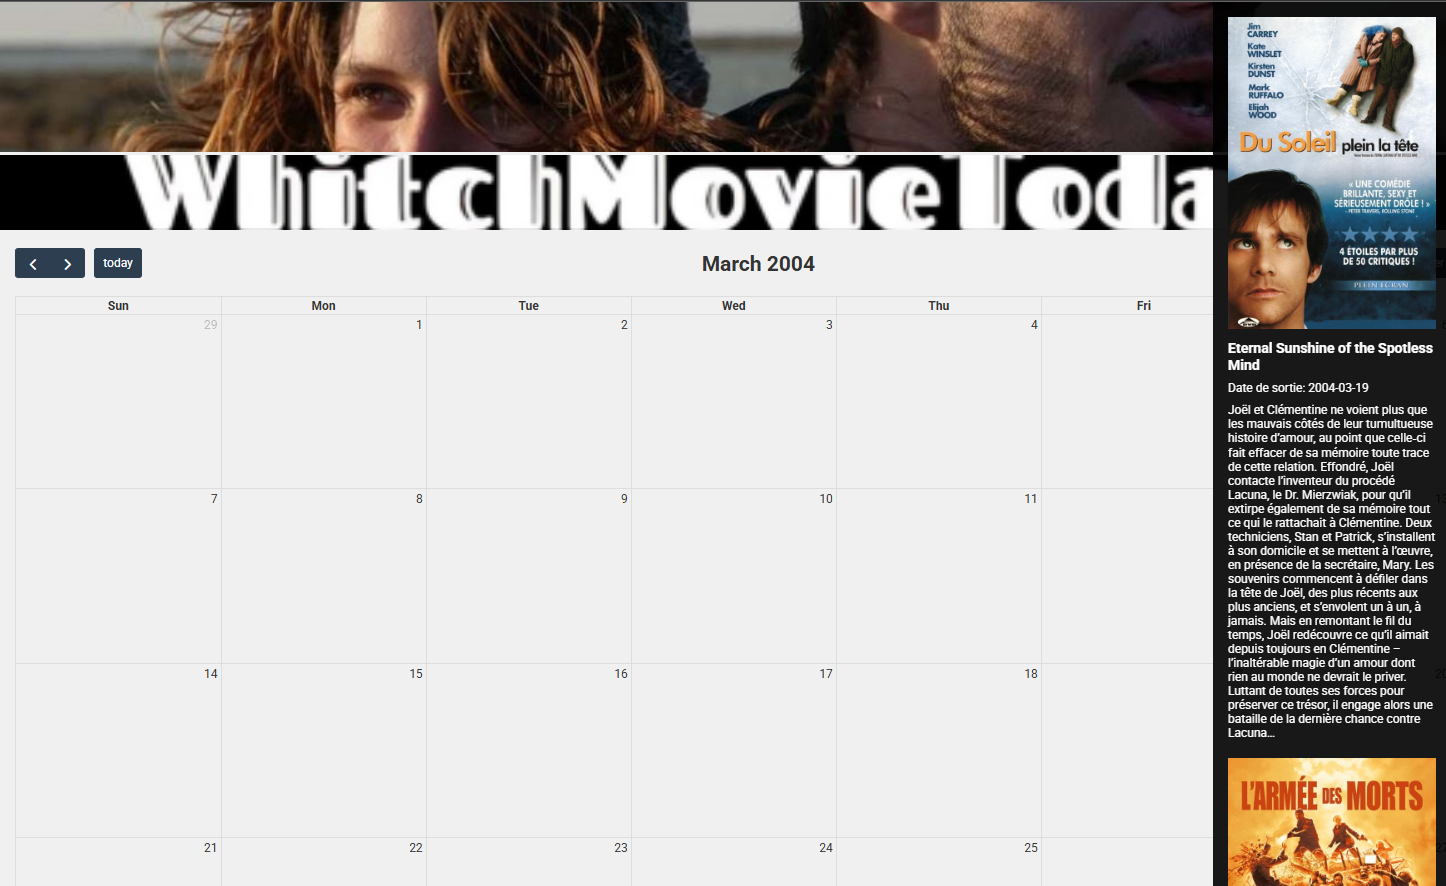 WhitchMovieToda
today
March 2004
Sun Mon Tue Wed Thu Fri
29 1 2 3 4
7 8 9 10 11
14 15 16 17 18
21 22 23 24 25
Jim
CARREY
Kate
WINSLET
Kirsten
DUNST
Mark
RUFFALO
Elijah
WOOD
Du Soleil plein la tête
« UNE COMÉDIE
BRILLANTE, SEXY ET
SÉRIEUSEMENT DRÔLE ! »
-PETER TRAVERS, ROLLING STONE
4 ÉTOILES PAR PLUS
DE 50 CRITIQUES !
PLEIN ÉCRAN
Eternal Sunshine of the Spotless
Mind
Date de sortie: 2004-03-19
Joël et Clémentine ne voient plus que
les mauvais côtés de leur tumultueuse
histoire d’amour, au point que celle-ci
fait effacer de sa mémoire toute trace
de cette relation. Effondré, Joël
contacte l’inventeur du procédé
Lacuna, le Dr. Mierzwiak, pour qu’il
extirpe également de sa mémoire tout
ce qui le rattachait à Clémentine. Deux
techniciens, Stan et Patrick, s’installent
à son domicile et se mettent à l’œuvre,
en présence de la secrétaire, Mary. Les
souvenirs commencent à défiler dans
la tête de Joël, des plus récents aux
plus anciens, et s’envolent un à un, à
jamais. Mais en remontant le fil du
temps, Joël redécouvre ce qu’il aimait
depuis toujours en Clémentine –
l’inaltérable magie d’un amour dont
rien au monde ne devrait le priver.
Luttant de toutes ses forces pour
préserver ce trésor, il engage alors une
bataille de la dernière chance contre
Lacuna…
L'ARMÉE DES MORTS